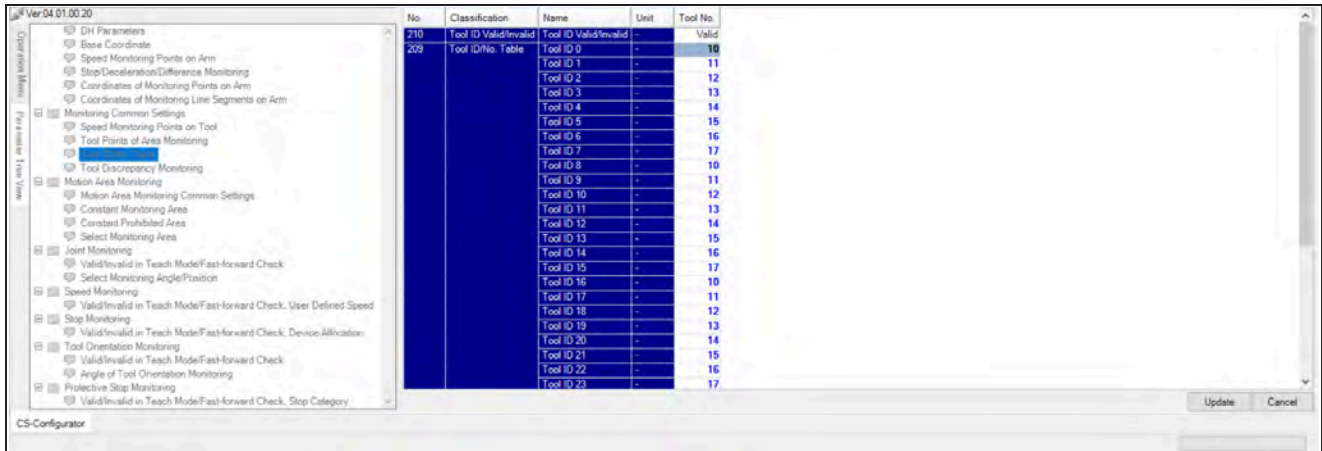 Ver:04.01.00.20
Operation Menu
Parameter Tree View
DH Parameters
Base Coordinate
Speed Monitoring Points on Arm
Stop/Deceleration/Difference Monitoring
Coordinates of Monitoring Points on Arm
Coordinates of Monitoring Line Segments on Arm
Monitoring Common Settings
Speed Monitoring Points on Tool
Tool Points of Area Monitoring
Tool Discrepancy Monitoring
Motion Area Monitoring
Motion Area Monitoring Common Settings
Constant Monitoring Area
Constant Prohibited Area
Select Monitoring Area
Joint Monitoring
Valid/Invalid in Teach Mode/Fast-forward Check
Select Monitoring Angle/Position
Speed Monitoring
Valid/Invalid in Teach Mode/Fast-forward Check, User Defined Speed
Stop Monitoring
Valid/Invalid in Teach Mode/Fast-forward Check, Device Allocation
Tool Orientation Monitoring
Valid/Invalid in Teach Mode/Fast-forward Check
Angle of Tool Orientation Monitoring
Protective Stop Monitoring
Valid/Invalid in Teach Mode/Fast-forward Check, Stop Category
No. Classification Name Unit Tool No.
210 Tool ID Valid/Invalid Tool ID Valid/Invalid - Valid
209 Tool ID/No. Table Tool ID 0 - 10
Tool ID 1 - 11
Tool ID 2 - 12
Tool ID 3 - 13
Tool ID 4 - 14
Tool ID 5 - 15
Tool ID 6 - 16
Tool ID 7 - 17
Tool ID 8 - 10
Tool ID 9 - 11
Tool ID 10 - 12
Tool ID 11 - 13
Tool ID 12 - 14
Tool ID 13 - 15
Tool ID 14 - 16
Tool ID 15 - 17
Tool ID 16 - 10
Tool ID 17 - 11
Tool ID 18 - 12
Tool ID 19 - 13
Tool ID 20 - 14
Tool ID 21 - 15
Tool ID 22 - 16
Tool ID 23 - 17
Update Cancel
CS-Configurator